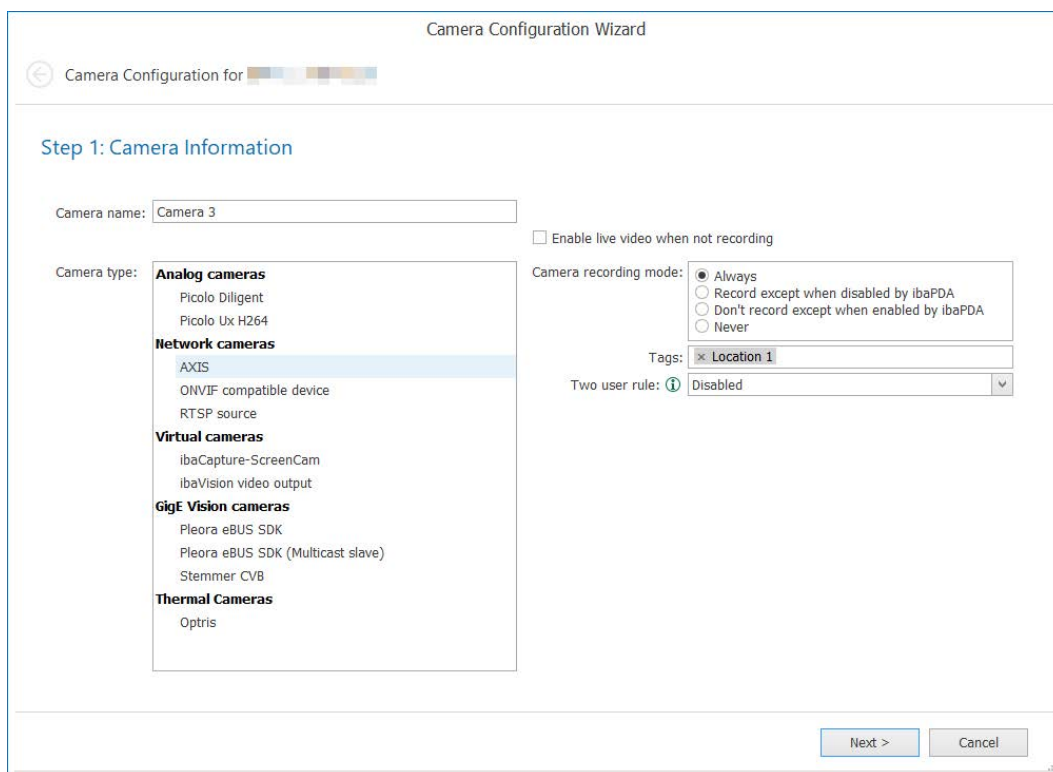 Camera Configuration Wizard
Camera Configuration for
Step 1: Camera Information
Camera name: Camera 3
Enable live video when not recording
Camera type:
Analog cameras
Picolo Diligent
Picolo Ux H264
Network cameras
AXIS
ONVIF compatible device
RTSP source
Virtual cameras
ibaCapture-ScreenCam
ibaVision video output
GigE Vision cameras
Pleora eBUS SDK
Pleora eBUS SDK (Multicast slave)
Stemmer CVB
Thermal Cameras
Optris
Camera recording mode:
Always
Record except when disabled by ibaPDA
Don't record except when enabled by ibaPDA
Never
Tags: × Location 1
Two user rule: Disabled
Next >
Cancel